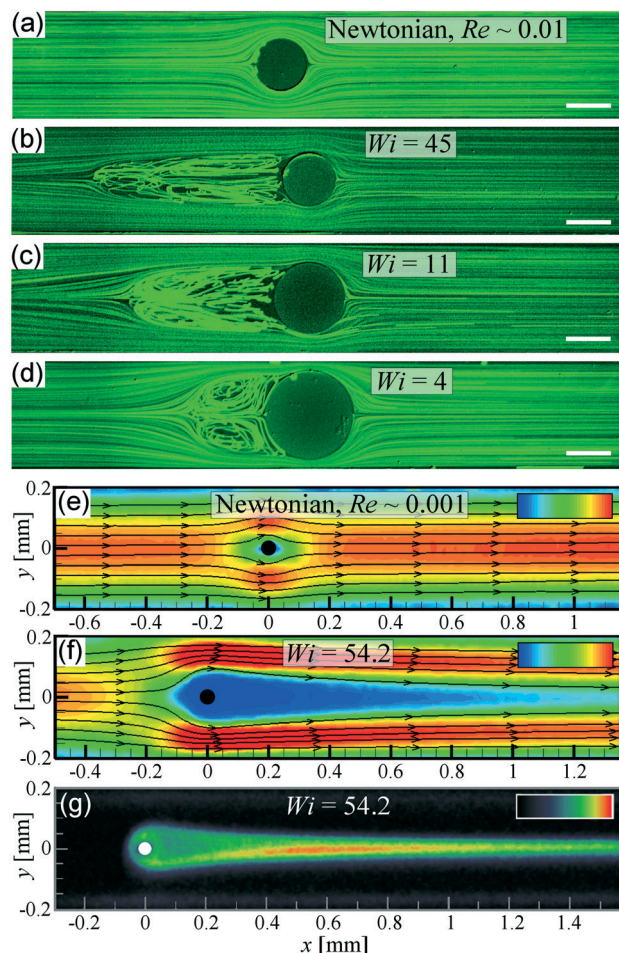 (a) Newtonian, Re ~ 0.01
(b) Wi = 45
(c) Wi = 11
(d) Wi = 4
(e) Newtonian, Re ~ 0.001
0.2
y [mm]
0
-0.2
-0.6 -0.4 -0.2 0 0.2 0.4 0.6 0.8 1
(f) Wi = 54.2
0.2
y [mm]
0
-0.2
-0.4 -0.2 0 0.2 0.4 0.6 0.8 1 1.2
(g) Wi = 54.2
0.2
y [mm]
0
-0.2
-0.2 0 0.2 0.4 0.6 0.8 1 1.2 1.4
x [mm]